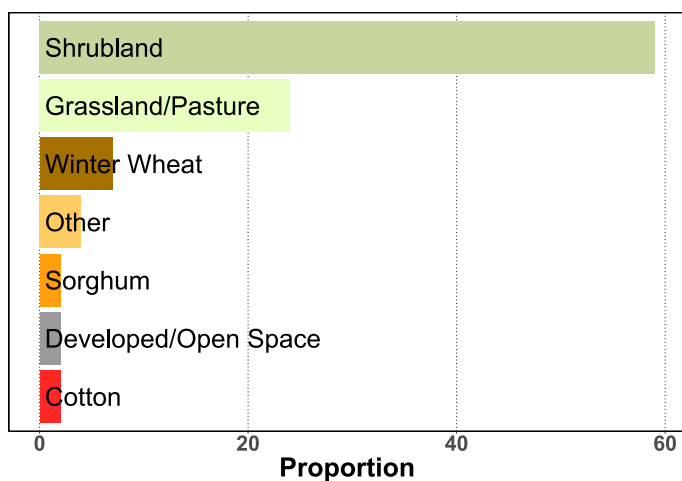 Shrubland
Grassland/Pasture
Winter Wheat
Other
Sorghum
Developed/Open Space
Cotton
0 20 40 60
Proportion